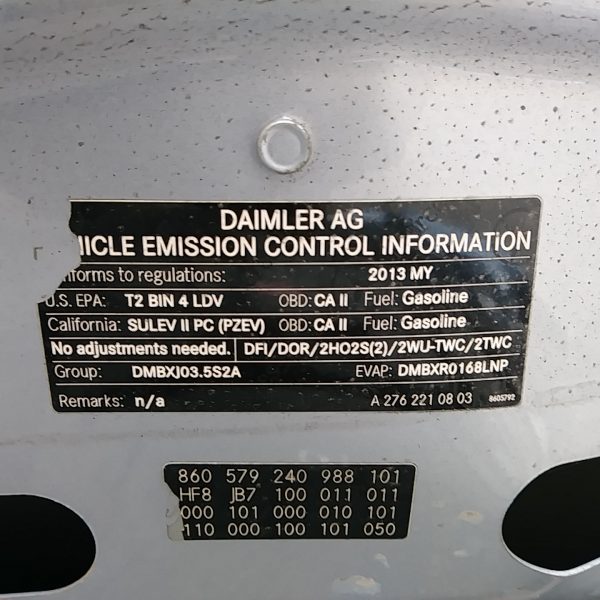 DAIMLER AG
HICLE EMISSION CONTROL INFORMATION
nforms to regulations: 2013 MY
U.S. EPA: T2 BIN 4 LDV OBD: CA II Fuel: Gasoline
California: SULEV II PC (PZEV) OBD: CA II Fuel: Gasoline
No adjustments needed. DFI/DOR/2HO2S(2)/2WU-TWC/2TWC
Group: DMBXJ03.5S2A EVAP: DMBXR0168LNP
Remarks: n/a A 276 221 08 03 8605792
860 579 240 988 101
HF8 JB7 100 011 011
000 101 000 010 101
110 000 100 101 050